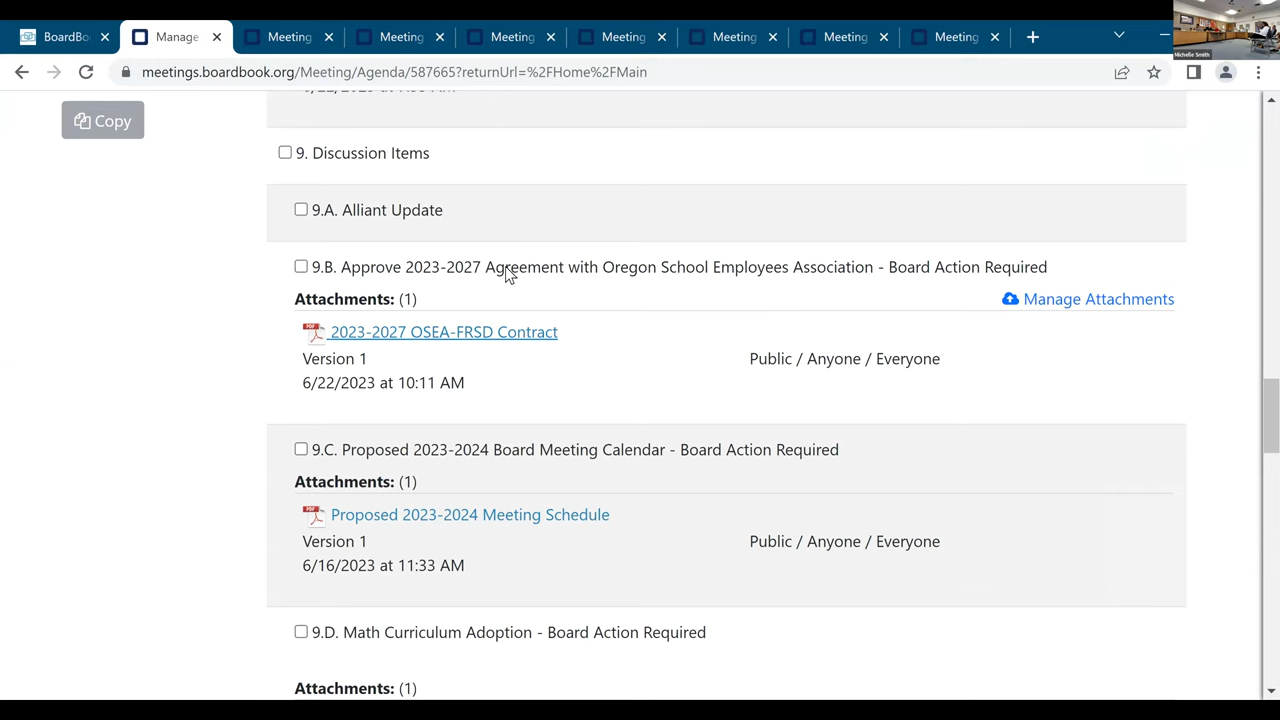 BoardBo
Manage
Meeting
Meeting
Meeting
Meeting
Meeting
Meeting
Meeting
Michelle Smith
meetings.boardbook.org/Meeting/Agenda/587665?returnUrl=%2FHome%2FMain
Copy
9. Discussion Items
9.A. Alliant Update
9.B. Approve 2023-2027 Agreement with Oregon School Employees Association - Board Action Required
Attachments: (1)
Manage Attachments
PDF
2023-2027 OSEA-FRSD Contract
Version 1
Public / Anyone / Everyone
6/22/2023 at 10:11 AM
9.C. Proposed 2023-2024 Board Meeting Calendar - Board Action Required
Attachments: (1)
PDF
Proposed 2023-2024 Meeting Schedule
Version 1
Public / Anyone / Everyone
6/16/2023 at 11:33 AM
9.D. Math Curriculum Adoption - Board Action Required
Attachments: (1)